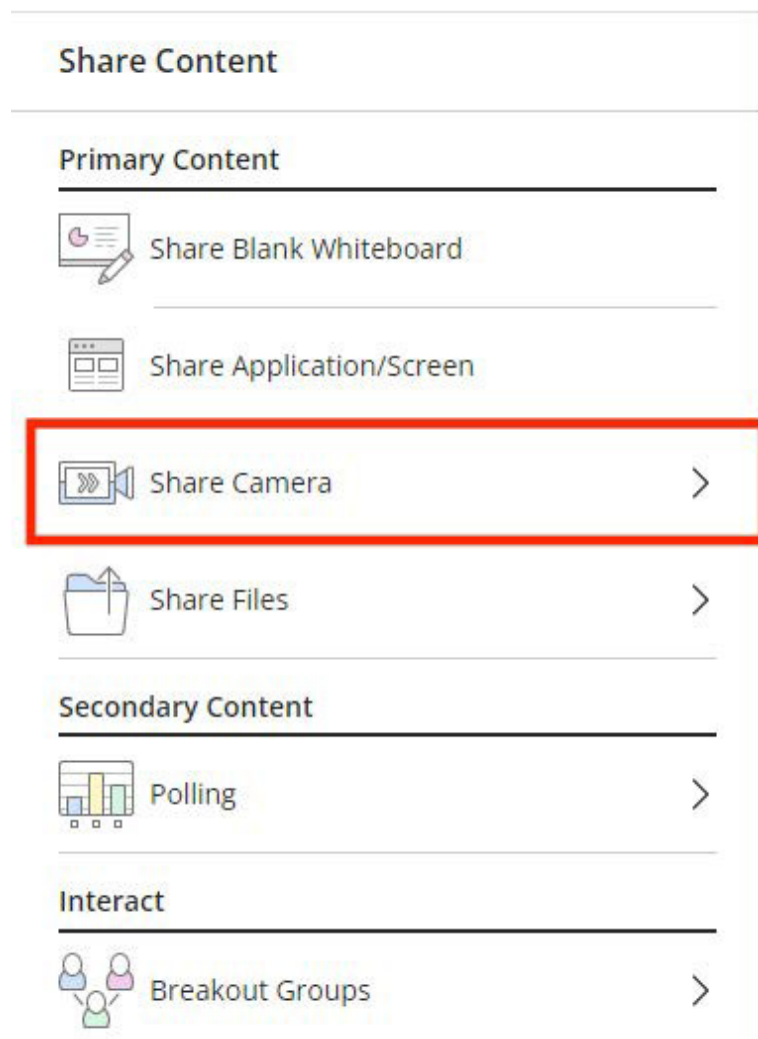 Share Content
Primary Content
Share Blank Whiteboard
Share Application/Screen
Share Camera
Share Files
Secondary Content
Polling
Interact
Breakout Groups